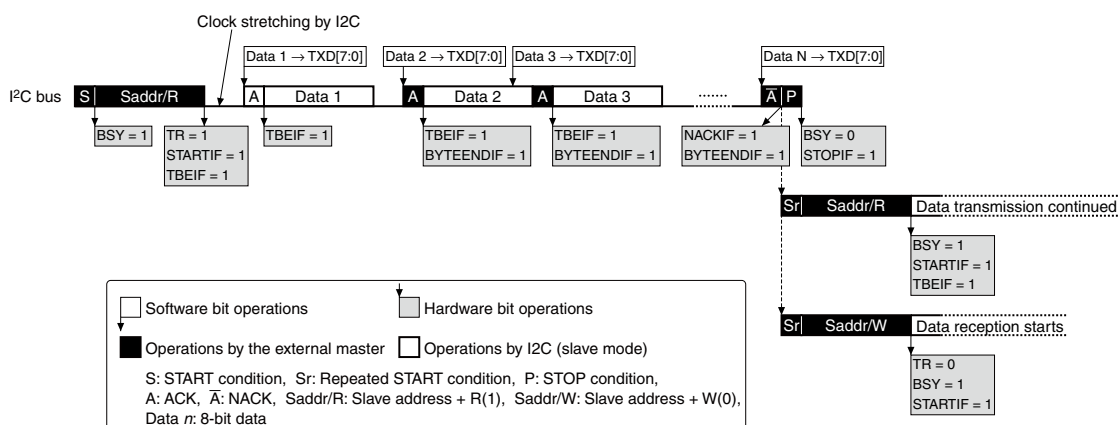 Clock stretching by I2C
Data 1 → TXD[7:0]
Data 2 → TXD[7:0]
Data 3 → TXD[7:0]
Data N → TXD[7:0]
I²C bus
S
Saddr/R
A
Data 1
A
Data 2
A
Data 3
........
A̅
P
BSY = 1
TR = 1
STARTIF = 1
TBEIF = 1
TBEIF = 1
TBEIF = 1
BYTEENDIF = 1
TBEIF = 1
BYTEENDIF = 1
NACKIF = 1
BYTEENDIF = 1
BSY = 0
STOPIF = 1
Sr
Saddr/R
Data transmission continued
BSY = 1
STARTIF = 1
TBEIF = 1
Sr
Saddr/W
Data reception starts
TR = 0
BSY = 1
STARTIF = 1
Software bit operations
Hardware bit operations
Operations by the external master
Operations by I2C (slave mode)
S: START condition, Sr: Repeated START condition, P: STOP condition,
A: ACK, A̅: NACK, Saddr/R: Slave address + R(1), Saddr/W: Slave address + W(0),
Data n: 8-bit data